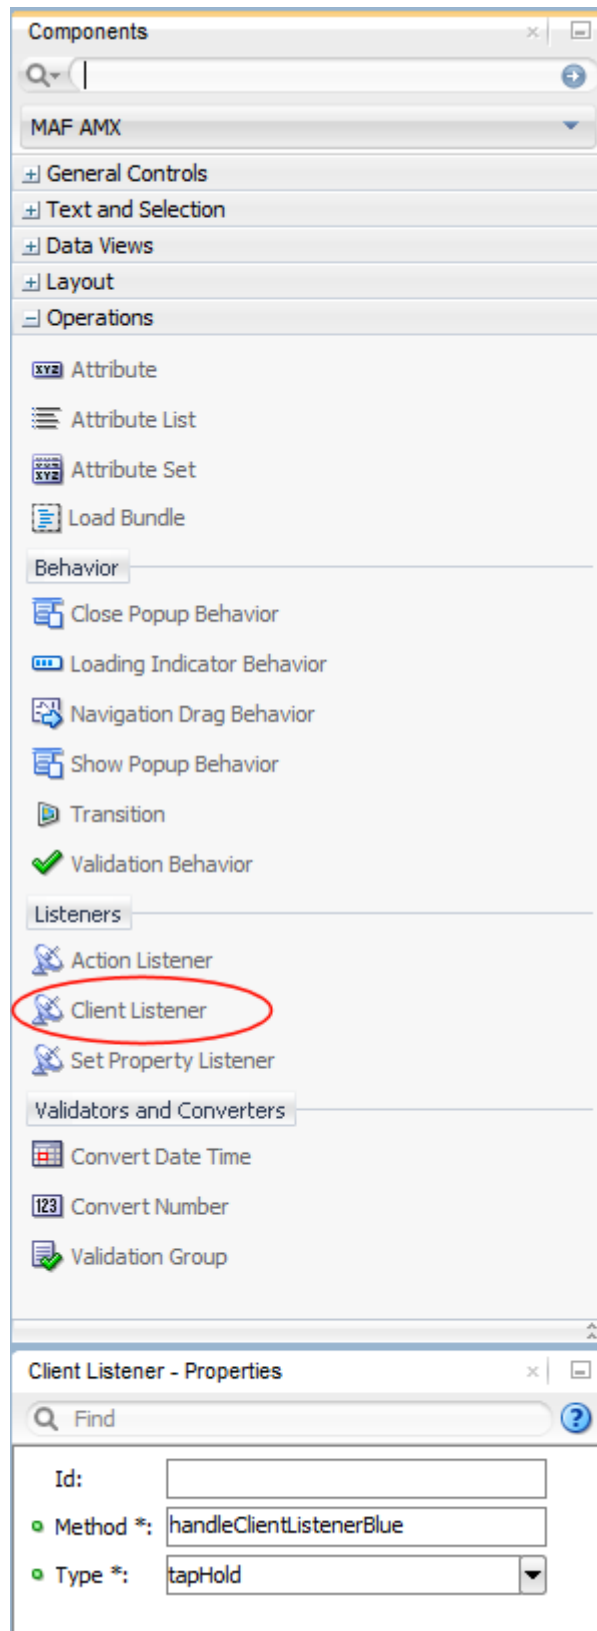 Components
MAF AMX
General Controls
Text and Selection
Data Views
Layout
Operations
XYZ Attribute
Attribute List
XYZ Attribute Set
Load Bundle
Behavior
Close Popup Behavior
Loading Indicator Behavior
Navigation Drag Behavior
Show Popup Behavior
Transition
Validation Behavior
Listeners
Action Listener
Client Listener
Set Property Listener
Validators and Converters
Convert Date Time
123 Convert Number
Validation Group
Client Listener - Properties
Find ?
Id:
Method *: handleClientListenerBlue
Type *: tapHold